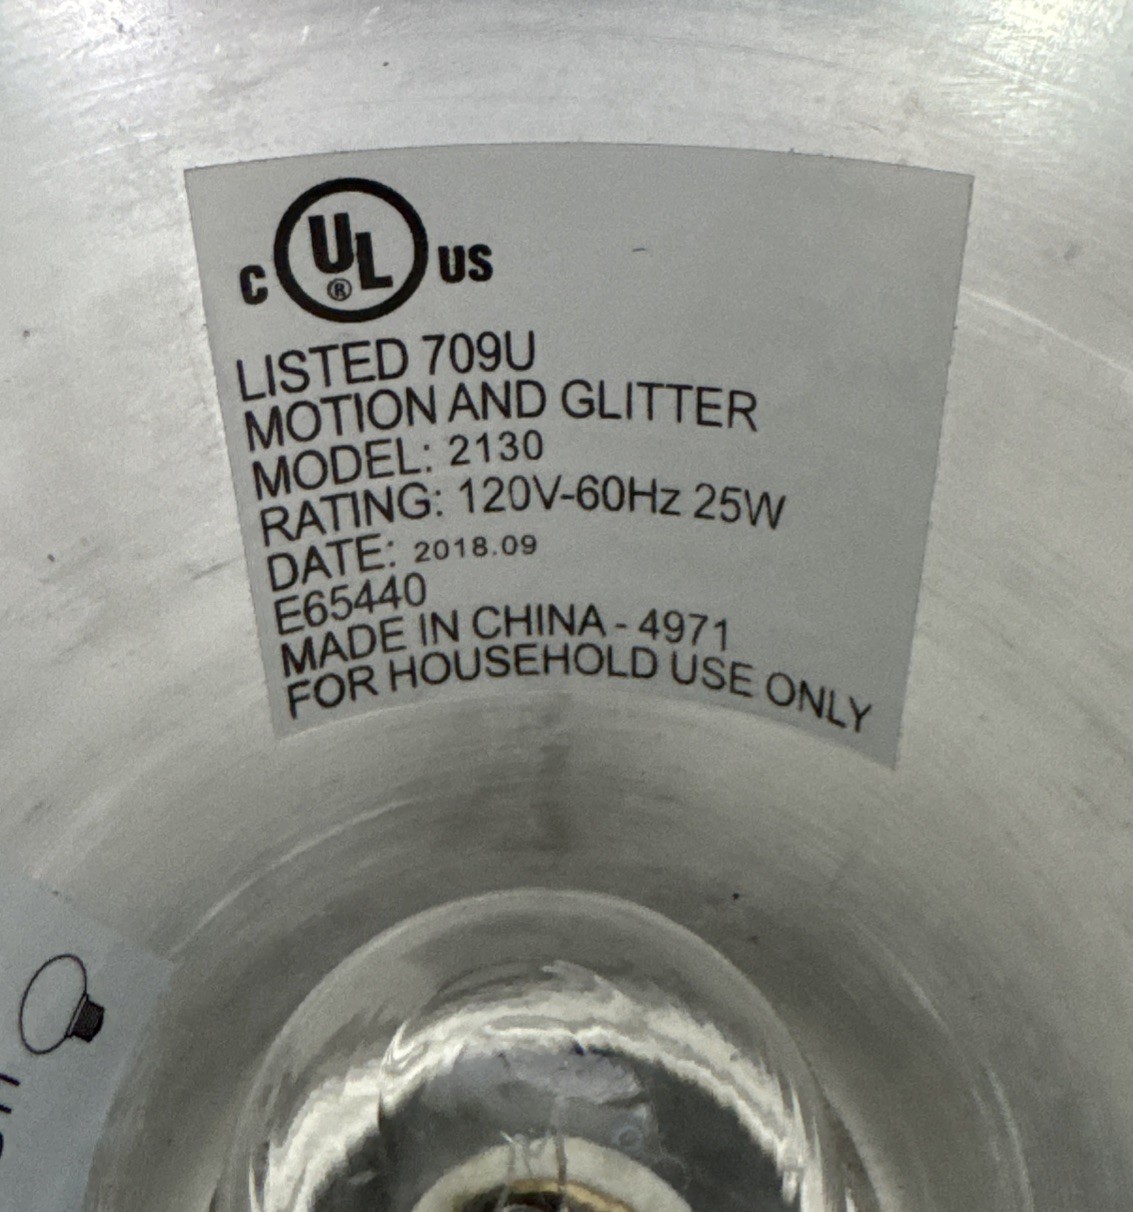 C UL® US
LISTED 709U
MOTION AND GLITTER
MODEL: 2130
RATING: 120V-60Hz 25W
DATE: 2018.09
E65440
MADE IN CHINA - 4971
FOR HOUSEHOLD USE ONLY